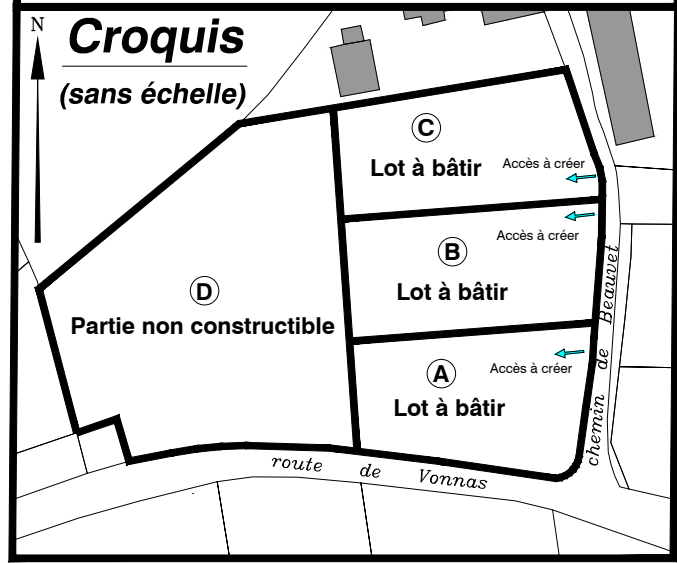 N
Croquis
(sans échelle)
C
Lot à bâtir
Accès à créer
Accès à créer
B
Lot à bâtir
D
Partie non constructible
Accès à créer
A
Lot à bâtir
chemin de Beauvet
route de Vonnas